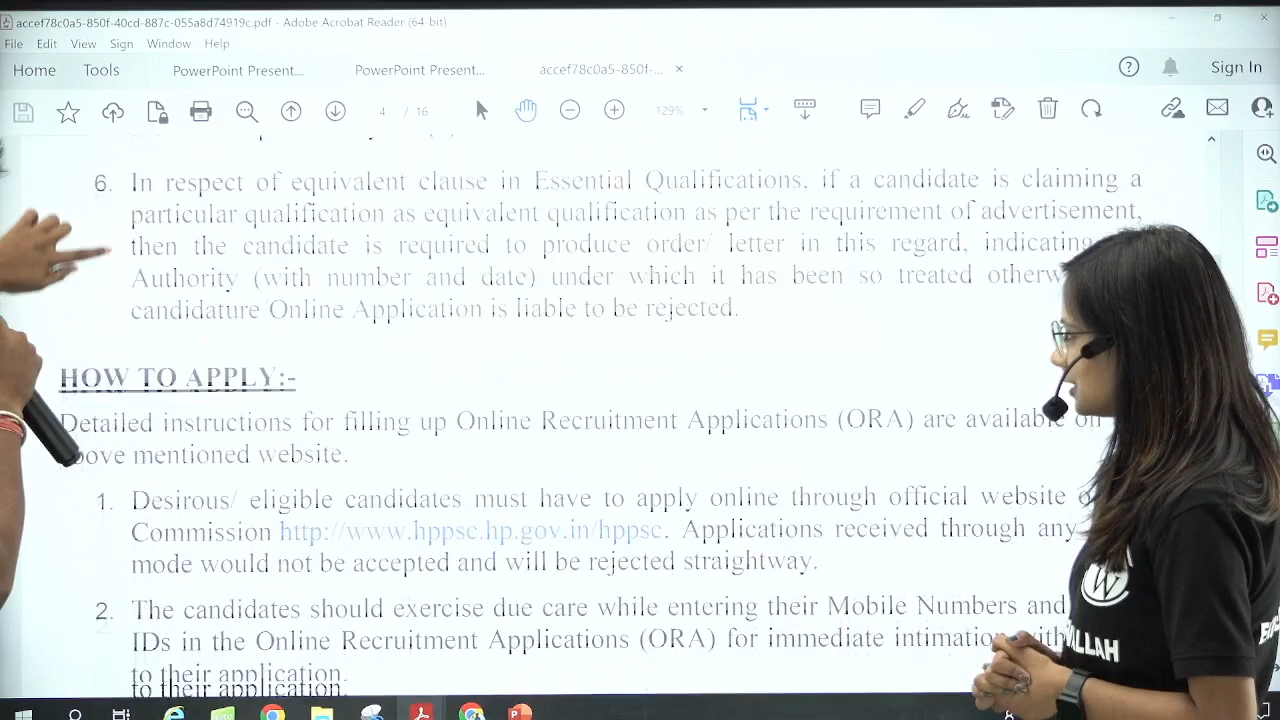 accef78c0a5-850f-40cd-887c-055a8d74919c.pdf - Adobe Acrobat Reader (64-bit)
File Edit View Sign Window Help
Home Tools PowerPoint Present... PowerPoint Present... accef78c0a5-850f-... × Sign In
4 / 16 129%
6. In respect of equivalent clause in Essential Qualifications, if a candidate is claiming a
particular qualification as equivalent qualification as per the requirement of advertisement,
then the candidate is required to produce order/ letter in this regard, indicating
Authority (with number and date) under which it has been so treated
candidature Online Application is liable to be rejected.
HOW TO APPLY:-
Detailed instructions for filling up Online Recruitment Applications (ORA) are available on
mentioned website.
1. Desirous/ eligible candidates must have to apply online through official website
Commission http://www.hppsc.hp.gov.in/hppsc. Applications received through any
mode would not be accepted and will be rejected straightway.
2. The candidates should exercise due care while entering their Mobile Numbers and
IDs in the Online Recruitment Applications (ORA) for immediate intimation
to their application.
to their application.
W